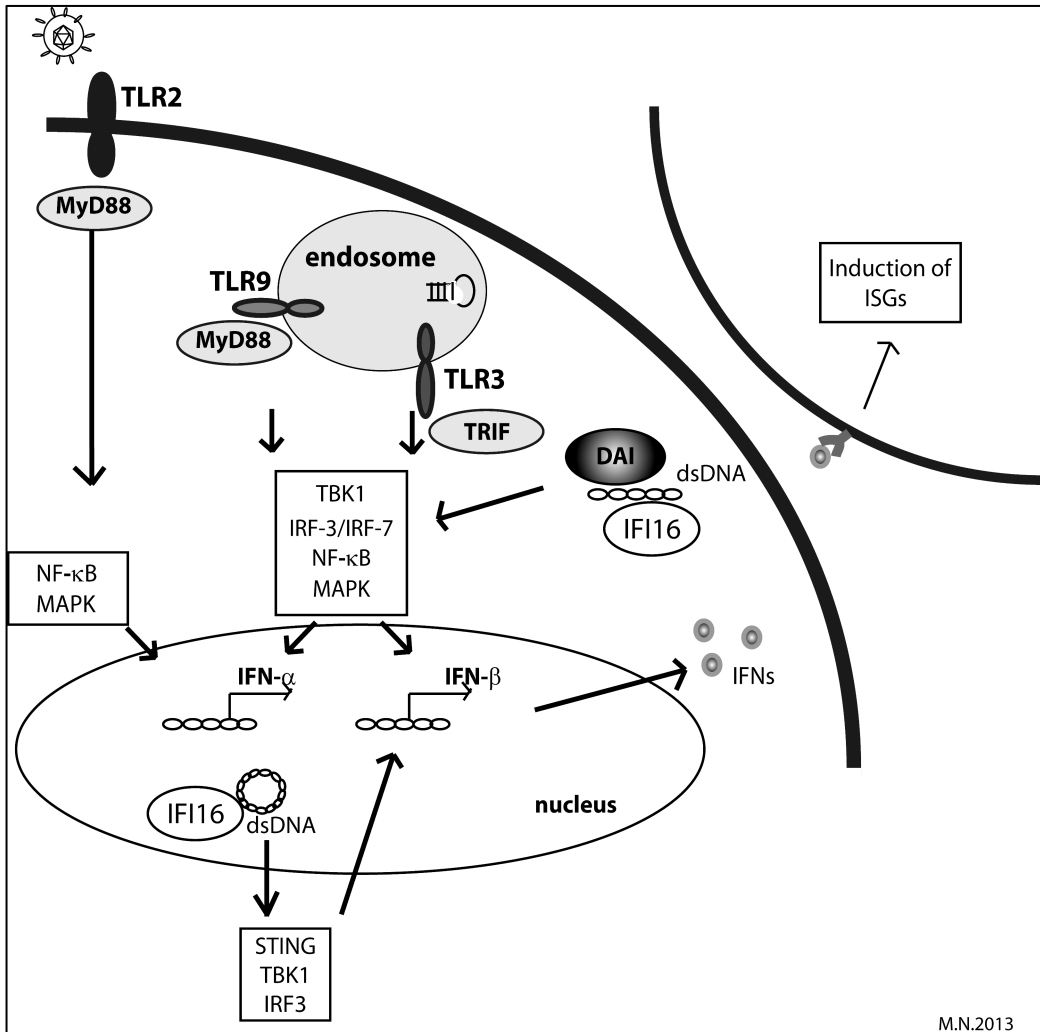 TLR2
MyD88
endosome
TLR9
MyD88
TLR3
TRIF
Induction of
ISGs
DAI
dsDNA
IFI16
TBK1
IRF-3/IRF-7
NF-κB
MAPK
NF-κB
MAPK
IFN-α
IFN-β
IFNs
IFI16
dsDNA
nucleus
STING
TBK1
IRF3
M.N.2013